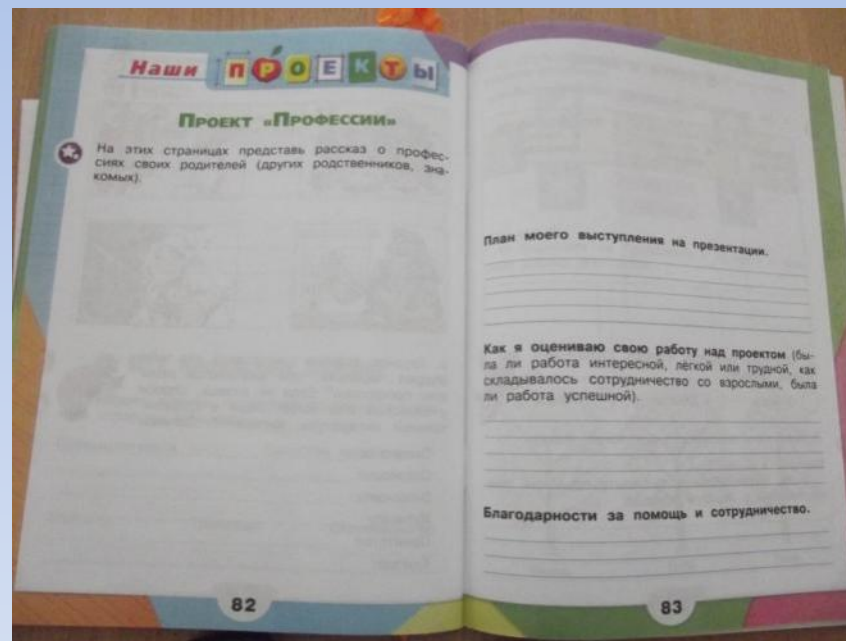 Наши ПРОЕКТЫ
ПРОЕКТ «ПРОФЕССИИ»
На этих страницах представь рассказ о профес-
сиях своих родителей (других родственников, зна-
комых).
82
План моего выступления на презентации.
Как я оцениваю свою работу над проектом (бы-
ла ли работа интересной, лёгкой или трудной, как
складывалось сотрудничество со взрослыми, была
ли работа успешной).
Благодарности за помощь и сотрудничество.
83